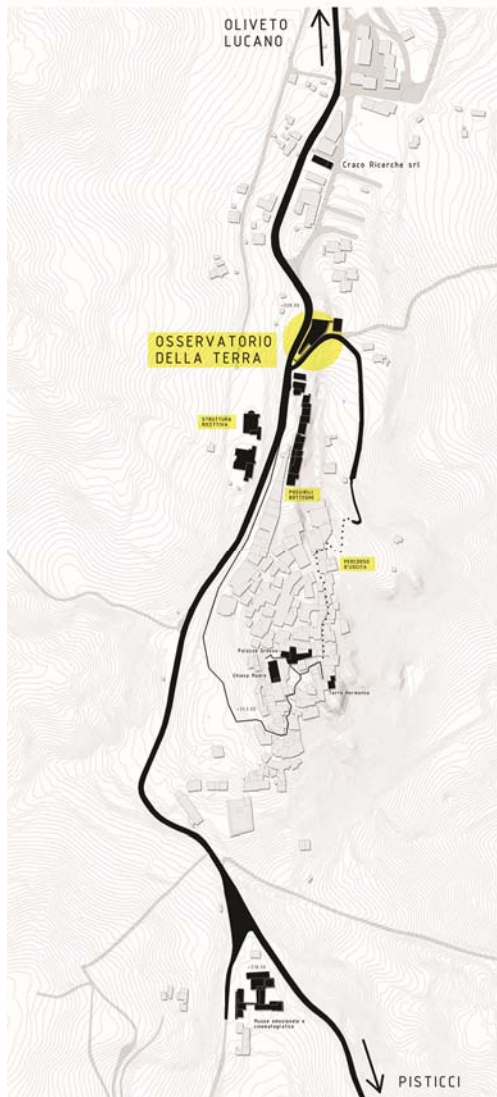 OLIVETO
LUCANO
Craco Ricerche srl
OSSERVATORIO
DELLA TERRA
STRUTTURA
RICETTIVA
POSSIBILI
BOTTEGHE
PERCORSO
D'USCITA
Palazzo Grossi
Chiesa Madre
Torre Normanna
Museo emozionale e
cinematografico
PISTICCI